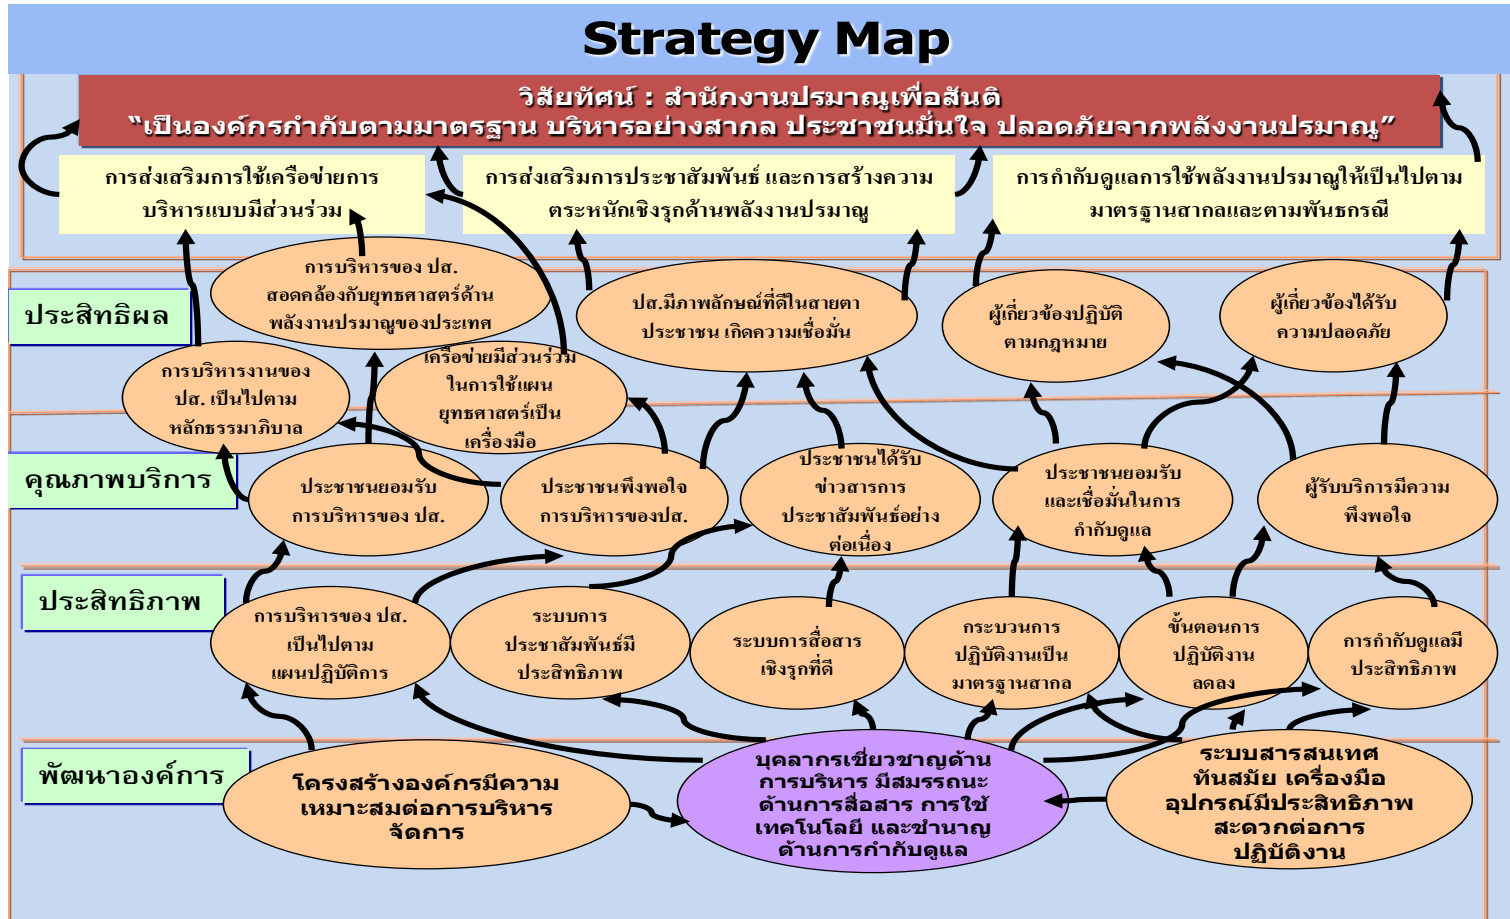 Strategy Map
วิสัยทัศน์ : สำนักงานปรมาณูเพื่อสันติ
“เป็นองค์กรกำกับตามมาตรฐาน บริหารอย่างสากล ประชาชนมั่นใจ ปลอดภัยจากพลังงานปรมาณู”
การส่งเสริมการใช้เครือข่ายการ
บริหารแบบมีส่วนร่วม
การส่งเสริมการประชาสัมพันธ์ และการสร้างความ
ตระหนักเชิงรุกด้านพลังงานปรมาณู
การกำกับดูแลการใช้พลังงานปรมาณูให้เป็นไปตาม
มาตรฐานสากลและตามพันธกรณี
ประสิทธิผล
การบริหารของ ปส.
สอดคล้องกับยุทธศาสตร์ด้าน
พลังงานปรมาณูของประเทศ
ปส.มีภาพลักษณ์ที่ดีในสายตา
ประชาชน เกิดความเชื่อมั่น
ผู้เกี่ยวข้องปฏิบัติ
ตามกฎหมาย
ผู้เกี่ยวข้องได้รับ
ความปลอดภัย
การบริหารงานของ
ปส. เป็นไปตาม
หลักธรรมาภิบาล
เครือข่ายมีส่วนร่วม
ในการใช้แผน
ยุทธศาสตร์เป็น
เครื่องมือ
คุณภาพบริการ
ประชาชนยอมรับ
การบริหารของ ปส.
ประชาชนพึงพอใจ
การบริหารของปส.
ประชาชนได้รับ
ข่าวสารการ
ประชาสัมพันธ์อย่าง
ต่อเนื่อง
ประชาชนยอมรับ
และเชื่อมั่นในการ
กำกับดูแล
ผู้รับบริการมีความ
พึงพอใจ
ประสิทธิภาพ
การบริหารของ ปส.
เป็นไปตาม
แผนปฏิบัติการ
ระบบการ
ประชาสัมพันธ์มี
ประสิทธิภาพ
ระบบการสื่อสาร
เชิงรุกที่ดี
กระบวนการ
ปฏิบัติงานเป็น
มาตรฐานสากล
ขั้นตอนการ
ปฏิบัติงาน
ลดลง
การกำกับดูแลมี
ประสิทธิภาพ
พัฒนาองค์การ
โครงสร้างองค์กรมีความ
เหมาะสมต่อการบริหาร
จัดการ
บุคลากรเชี่ยวชาญด้าน
การบริหาร มีสมรรถนะ
ด้านการสื่อสาร การใช้
เทคโนโลยี และชำนาญ
ด้านการกำกับดูแล
ระบบสารสนเทศ
ทันสมัย เครื่องมือ
อุปกรณ์มีประสิทธิภาพ
สะดวกต่อการ
ปฏิบัติงาน